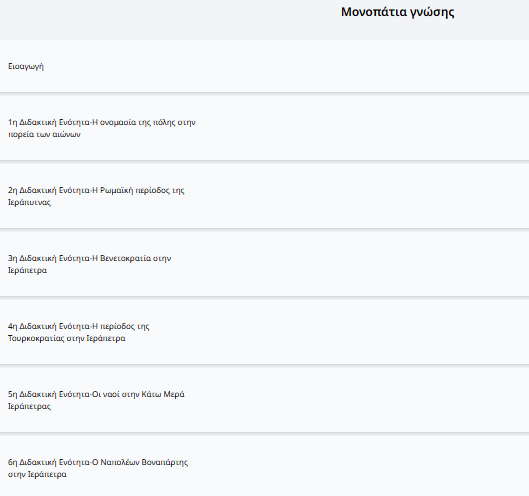 Μονοπάτια γνώσης
Εισαγωγή
1η Διδακτική Ενότητα-Η ονομασία της πόλης στην
πορεία των αιώνων
2η Διδακτική Ενότητα-Η Ρωμαϊκή περίοδος της
Ιεράπυτνας
3η Διδακτική Ενότητα-Η Βενετοκρατία στην
Ιεράπετρα
4η Διδακτική Ενότητα-Η περίοδος της
Τουρκοκρατίας στην Ιεράπετρα
5η Διδακτική Ενότητα-Οι ναοί στην Κάτω Μερά
Ιεράπετρας
6η Διδακτική Ενότητα-Ο Ναπολέων Βοναπάρτης
στην Ιεράπετρα